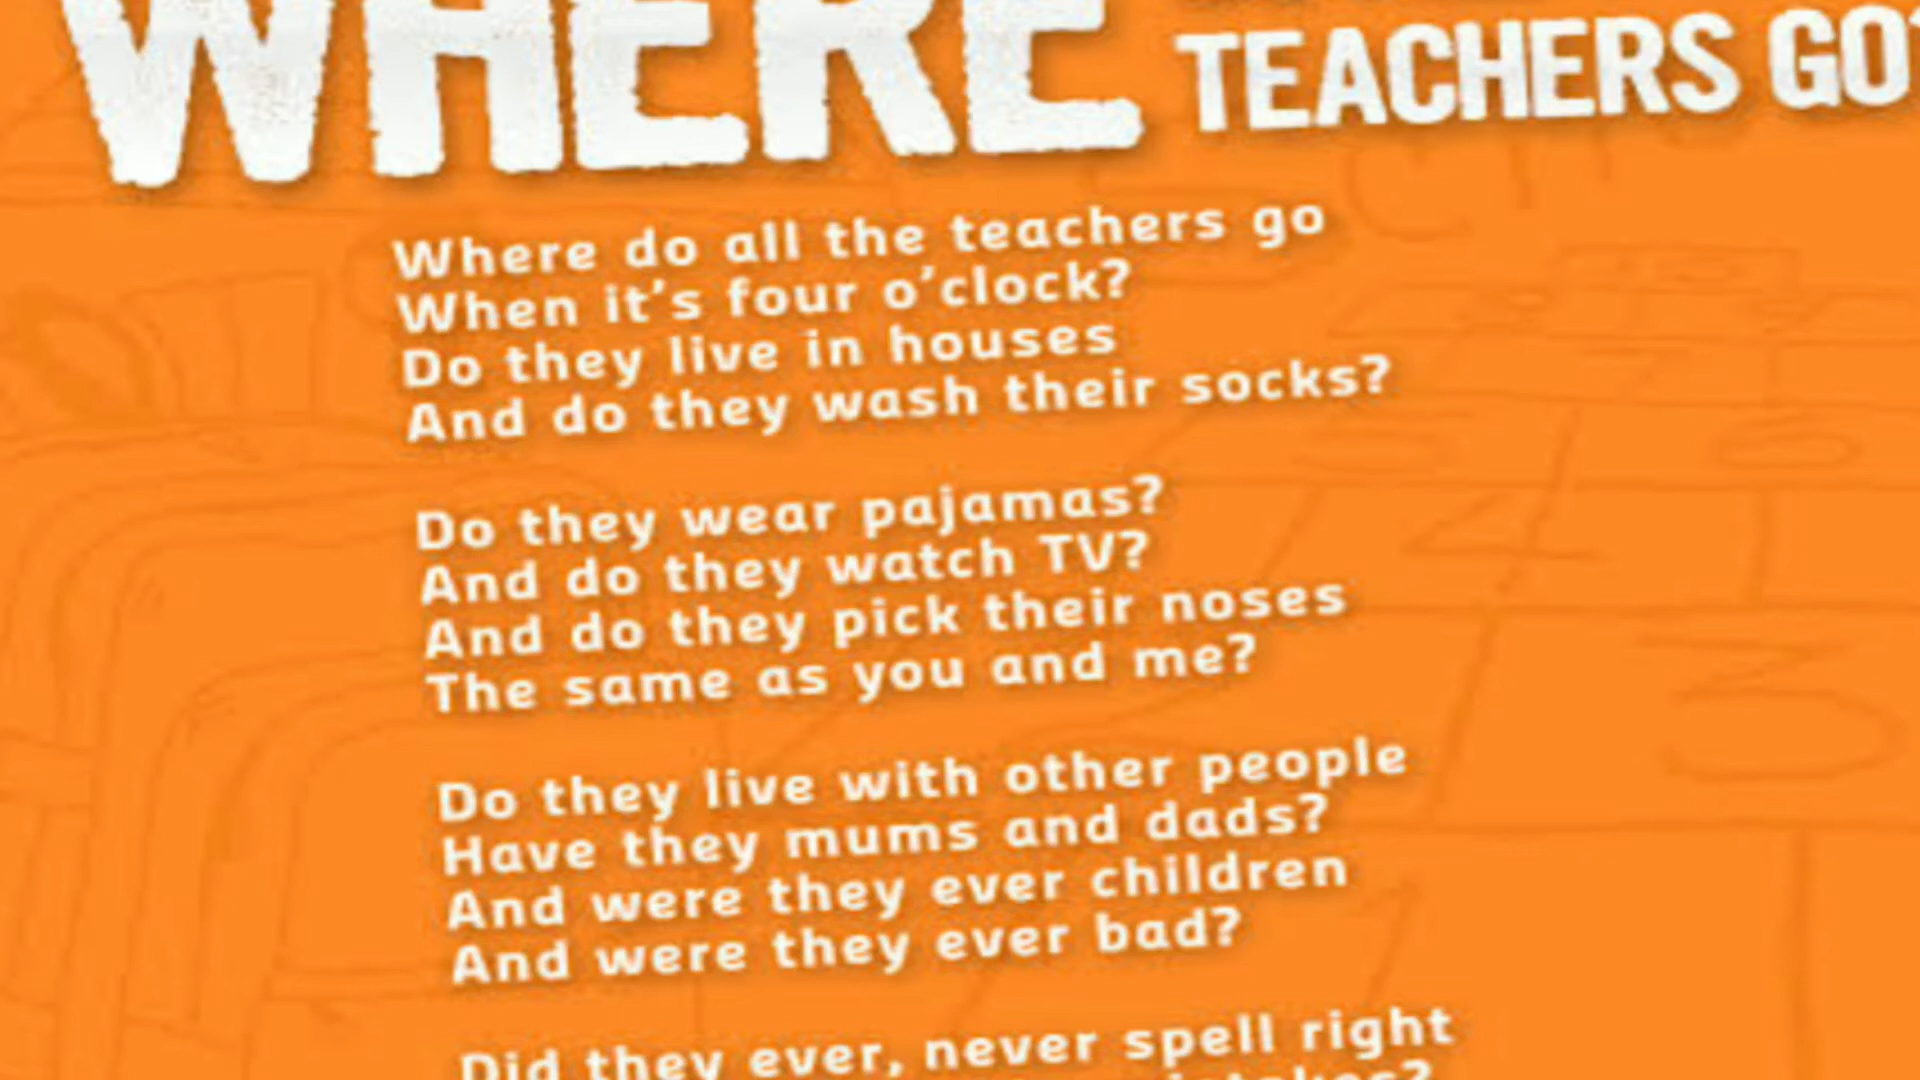 WHERE
TEACHERS GO
Where do all the teachers go
When it's four o'clock?
Do they live in houses
And do they wash their socks?
Do they wear pajamas?
And do they watch TV?
And do they pick their noses
The same as you and me?
Do they live with other people
Have they mums and dads?
And were they ever children
And were they ever bad?
Did they ever, never spell right